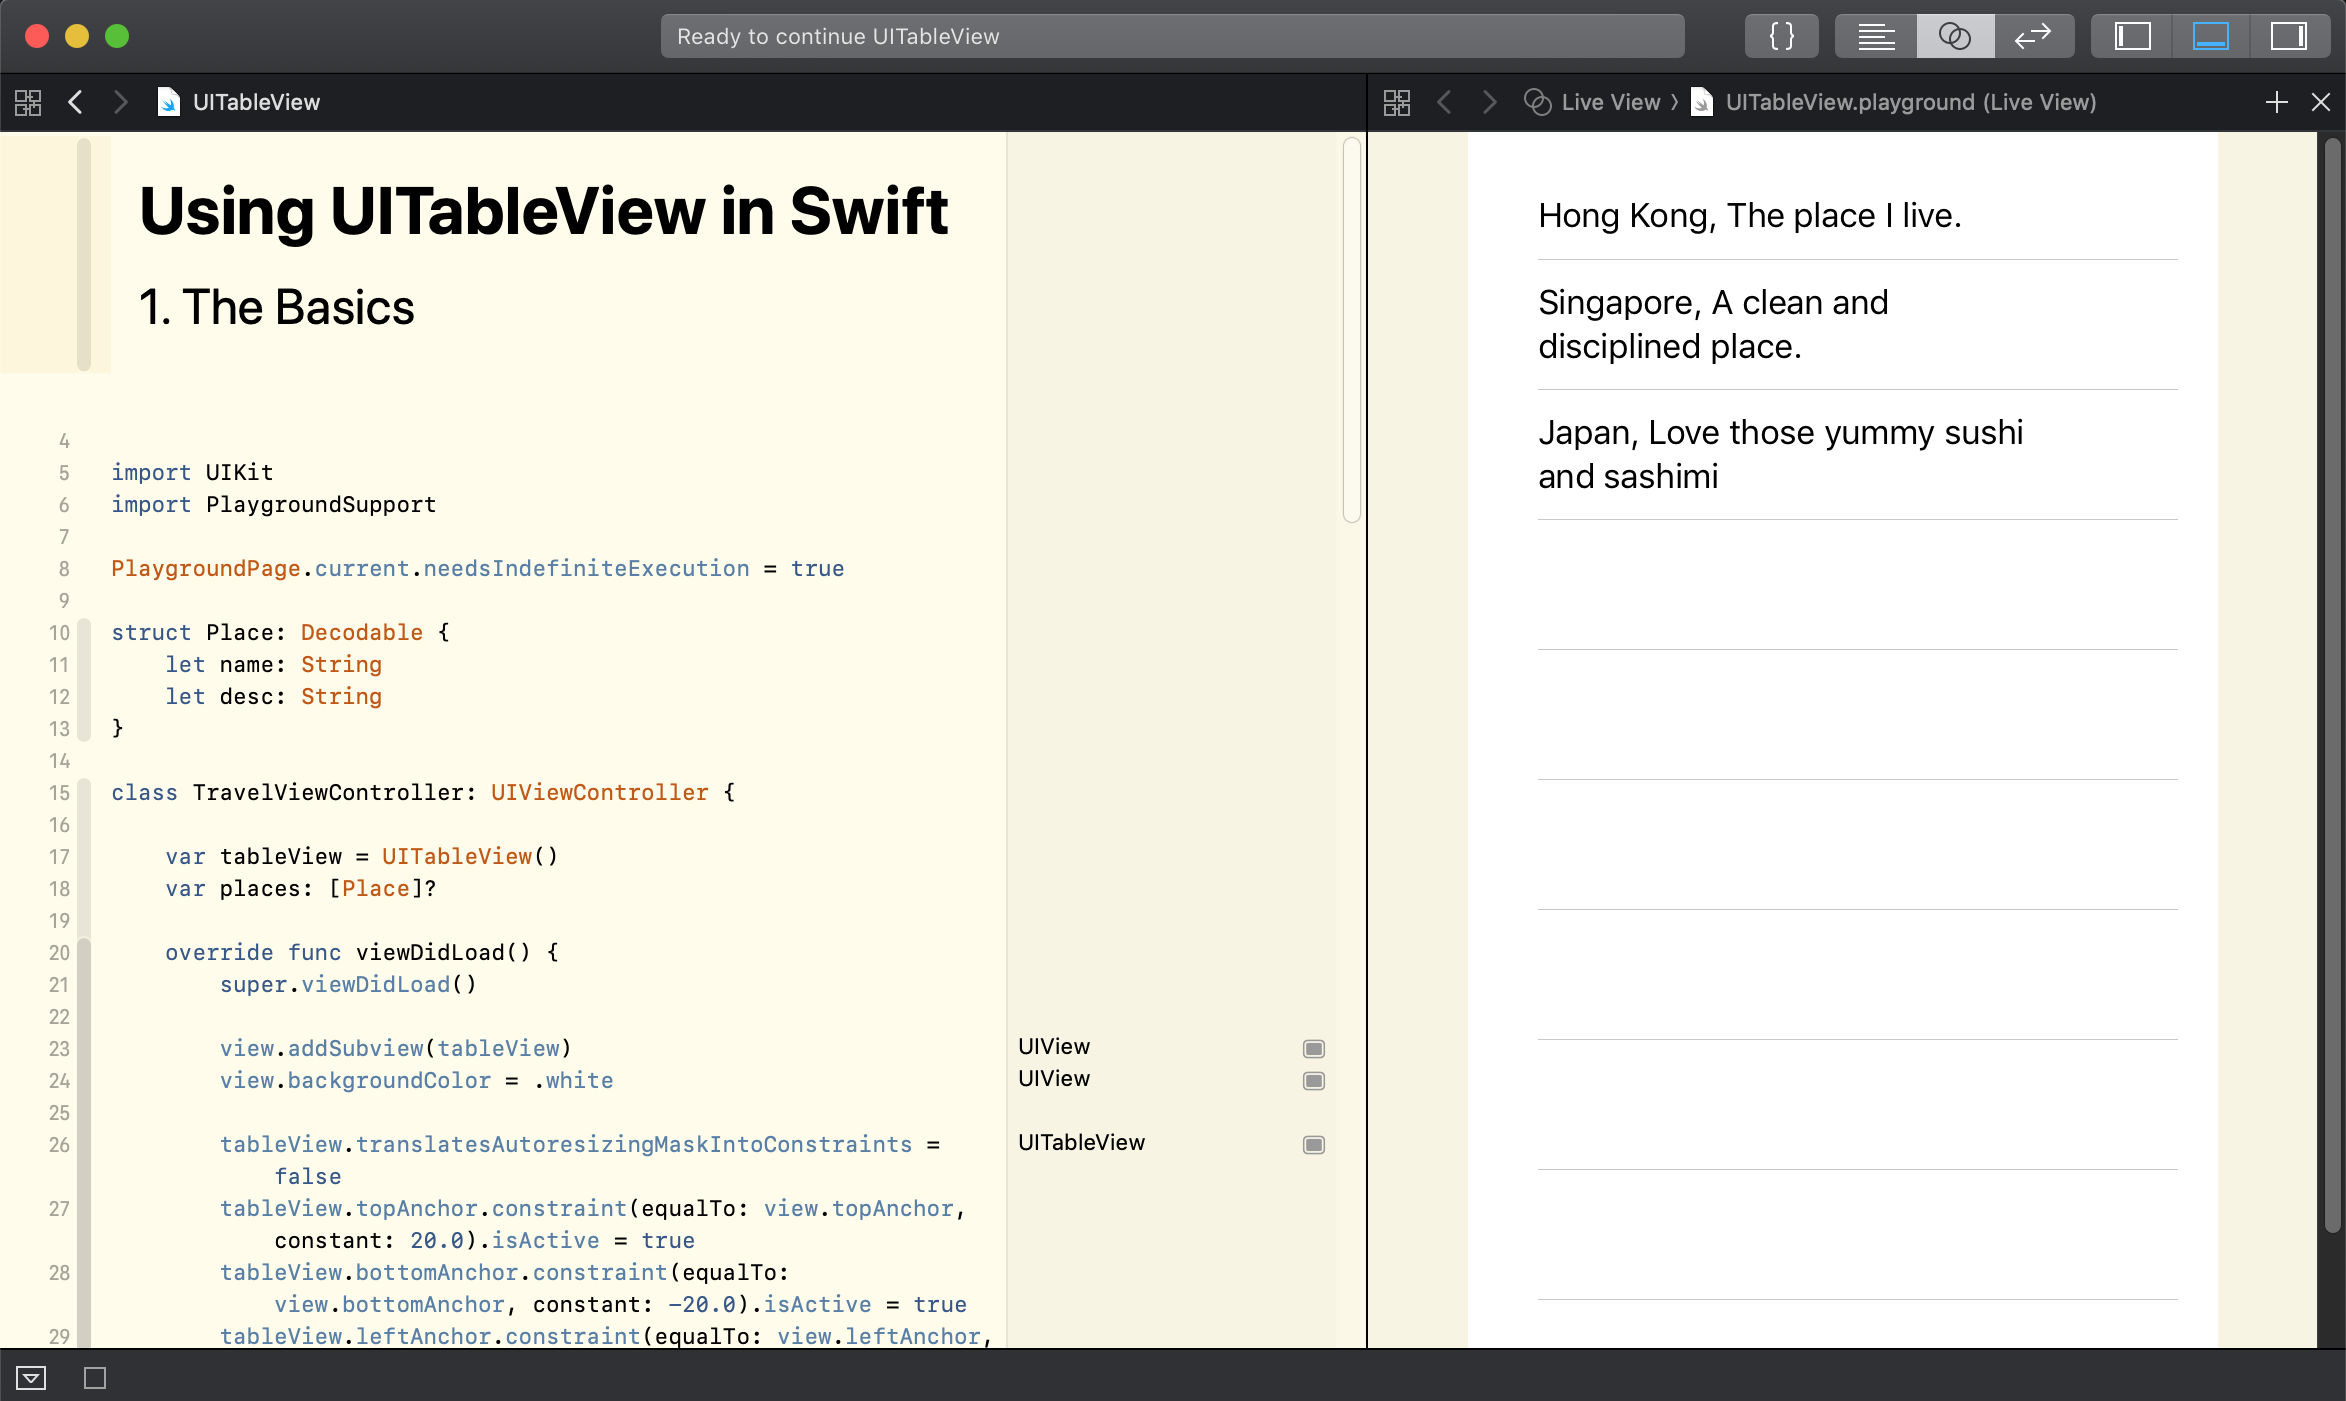 Ready to continue UITableView
{}
UITableView
Live View 〉 UITableView.playground (Live View)
Using UITableView in Swift
1. The Basics
4
5 import UIKit
6 import PlaygroundSupport
7
8 PlaygroundPage.current.needsIndefiniteExecution = true
9
10 struct Place: Decodable {
11     let name: String
12     let desc: String
13 }
14
15 class TravelViewController: UIViewController {
16
17     var tableView = UITableView()
18     var places: [Place]?
19
20     override func viewDidLoad() {
21         super.viewDidLoad()
22
23         view.addSubview(tableView)
24         view.backgroundColor = .white
25
26         tableView.translatesAutoresizingMaskIntoConstraints =
            false
27         tableView.topAnchor.constraint(equalTo: view.topAnchor,
            constant: 20.0).isActive = true
28         tableView.bottomAnchor.constraint(equalTo:
            view.bottomAnchor, constant: -20.0).isActive = true
29         tableView.leftAnchor.constraint(equalTo: view.leftAnchor,
UIView
UIView
UITableView
Hong Kong, The place I live.
Singapore, A clean and
disciplined place.
Japan, Love those yummy sushi
and sashimi